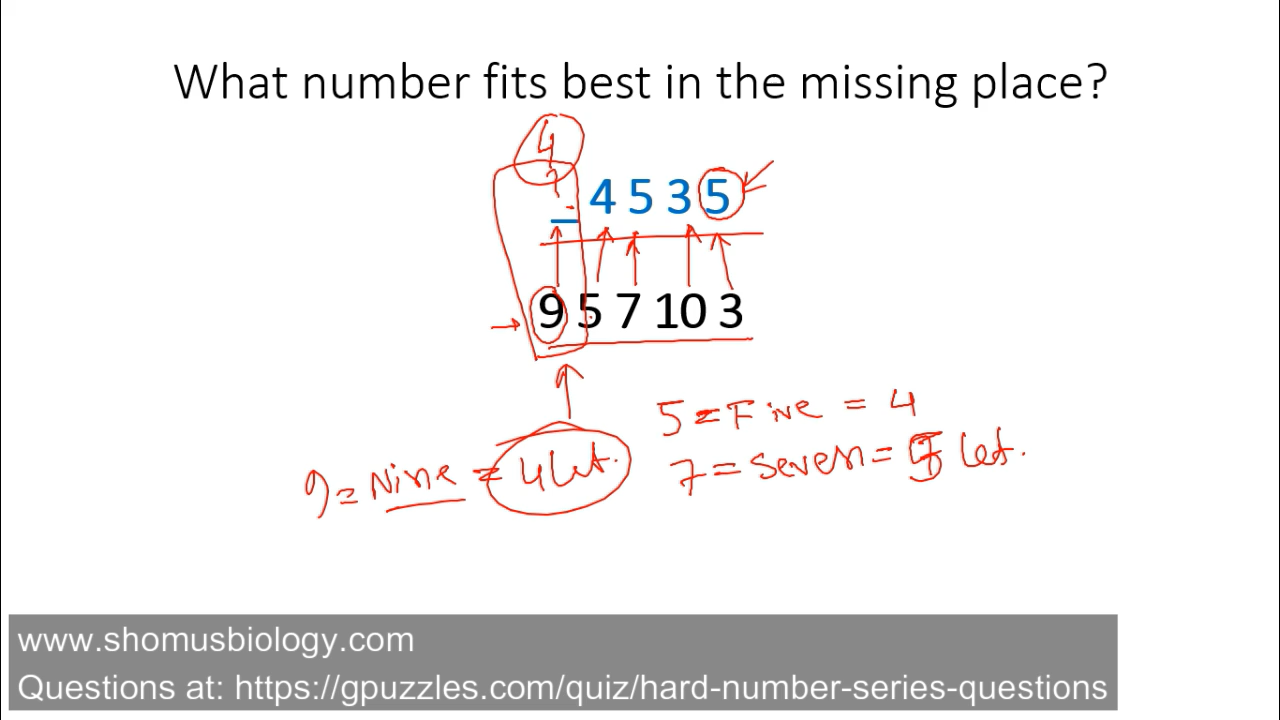 What number fits best in the missing place?
4
?
_ 4 5 3 5
9 5 7 10 3
5 = Five = 4
7 = Seven = 5 let.
9 = Nine = 4 let.
www.shomusbiology.com
Questions at: https://gpuzzles.com/quiz/hard-number-series-questions